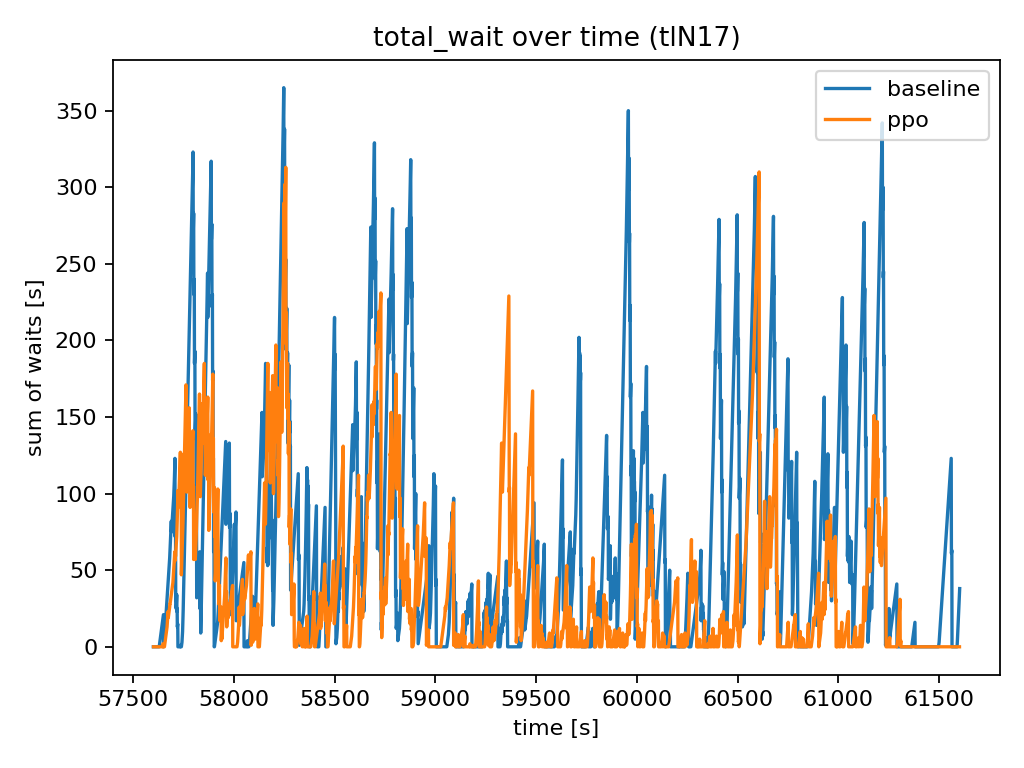 total_wait over time (tlN17)
baseline
ppo
350
300
250
200
150
100
50
0
sum of waits [s]
57500 58000 58500 59000 59500 60000 60500 61000 61500
time [s]